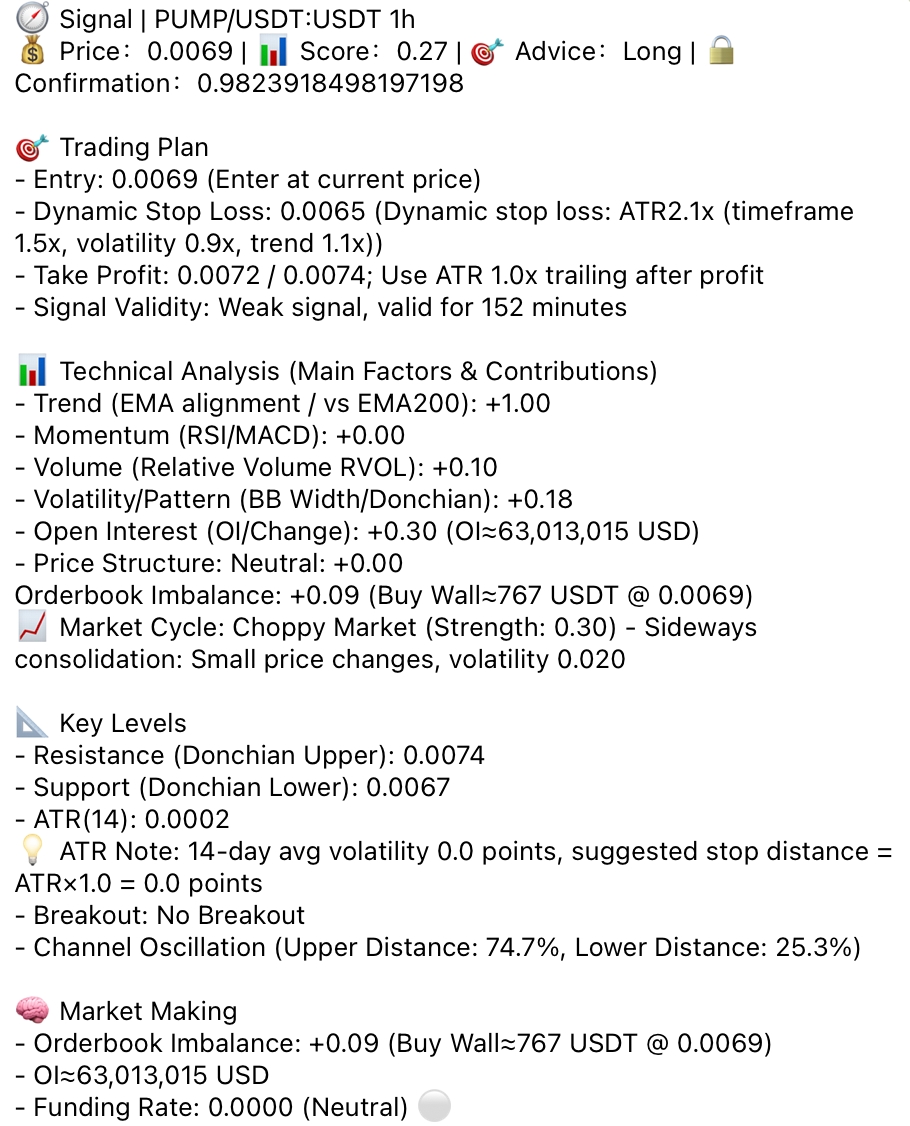 🧭 Signal | PUMP/USDT:USDT 1h
💰 Price：0.0069 | 📊 Score：0.27 | 🎯 Advice：Long | 🔒
Confirmation：0.9823918498197198
🎯 Trading Plan
- Entry: 0.0069 (Enter at current price)
- Dynamic Stop Loss: 0.0065 (Dynamic stop loss: ATR2.1x (timeframe
1.5x, volatility 0.9x, trend 1.1x))
- Take Profit: 0.0072 / 0.0074; Use ATR 1.0x trailing after profit
- Signal Validity: Weak signal, valid for 152 minutes
📊 Technical Analysis (Main Factors & Contributions)
- Trend (EMA alignment / vs EMA200): +1.00
- Momentum (RSI/MACD): +0.00
- Volume (Relative Volume RVOL): +0.10
- Volatility/Pattern (BB Width/Donchian): +0.18
- Open Interest (OI/Change): +0.30 (OI≈63,013,015 USD)
- Price Structure: Neutral: +0.00
Orderbook Imbalance: +0.09 (Buy Wall≈767 USDT @ 0.0069)
📈 Market Cycle: Choppy Market (Strength: 0.30) - Sideways
consolidation: Small price changes, volatility 0.020
📐 Key Levels
- Resistance (Donchian Upper): 0.0074
- Support (Donchian Lower): 0.0067
- ATR(14): 0.0002
💡 ATR Note: 14-day avg volatility 0.0 points, suggested stop distance =
ATR×1.0 = 0.0 points
- Breakout: No Breakout
- Channel Oscillation (Upper Distance: 74.7%, Lower Distance: 25.3%)
🧠 Market Making
- Orderbook Imbalance: +0.09 (Buy Wall≈767 USDT @ 0.0069)
- OI≈63,013,015 USD
- Funding Rate: 0.0000 (Neutral) ⚪